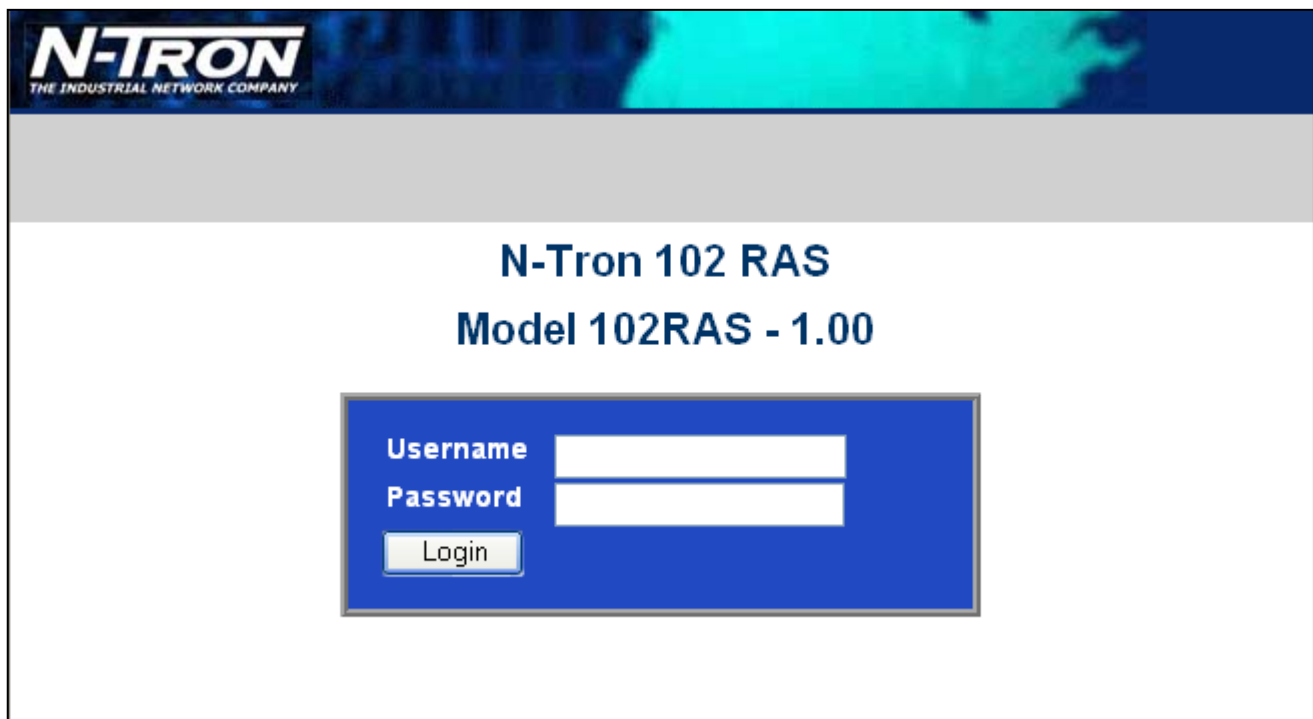 N-TRON
THE INDUSTRIAL NETWORK COMPANY
N-Tron 102 RAS
Model 102RAS - 1.00
Username
Password
Login